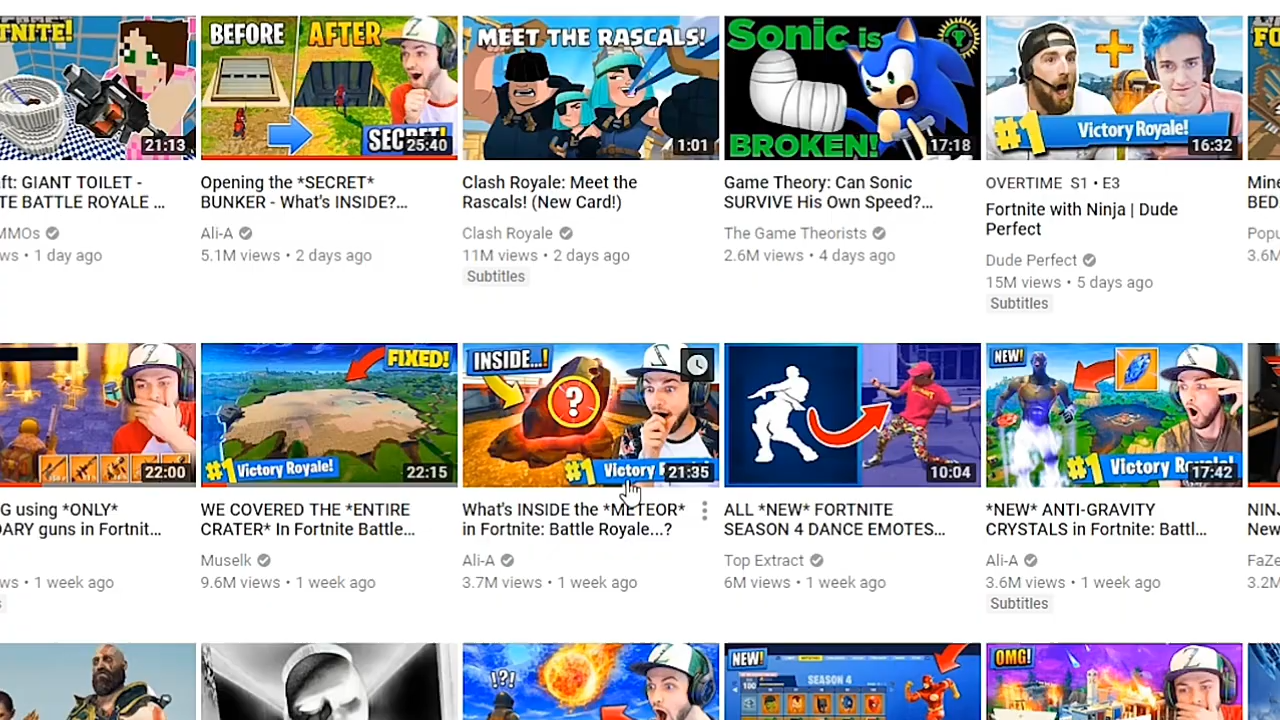 TNITE!
21:13
BEFORE AFTER
SECRET!
25:40
MEET THE RASCALS!
1:01
Sonic is
BROKEN!
17:18
#1 Victory Royale!
16:32
FO
ft: GIANT TOILET -
TE BATTLE ROYALE ...
MMOs
ws • 1 day ago
Opening the *SECRET*
BUNKER - What's INSIDE?...
Ali-A
5.1M views • 2 days ago
Clash Royale: Meet the
Rascals! (New Card!)
Clash Royale
11M views • 2 days ago
Subtitles
Game Theory: Can Sonic
SURVIVE His Own Speed?...
The Game Theorists
2.6M views • 4 days ago
OVERTIME S1 • E3
Fortnite with Ninja | Dude
Perfect
Dude Perfect
15M views • 5 days ago
Subtitles
Mine
BED
Popu
3.6M
22:00
FIXED!
#1 Victory Royale!
22:15
INSIDE...!
?
#1 Victory R
21:35
10:04
NEW!
#1 Victory Ro
17:42
G using *ONLY*
DARY guns in Fortnit...
ws • 1 week ago
s
WE COVERED THE *ENTIRE
CRATER* In Fortnite Battle...
Muselk
9.6M views • 1 week ago
What's INSIDE the *METEOR*
in Fortnite: Battle Royale...?
Ali-A
3.7M views • 1 week ago
ALL *NEW* FORTNITE
SEASON 4 DANCE EMOTES...
Top Extract
6M views • 1 week ago
*NEW* ANTI-GRAVITY
CRYSTALS in Fortnite: Battl...
Ali-A
3.6M views • 1 week ago
Subtitles
NINJ
New
FaZe
3.2M
!?!
NEW!
SEASON 4
100
OMG!